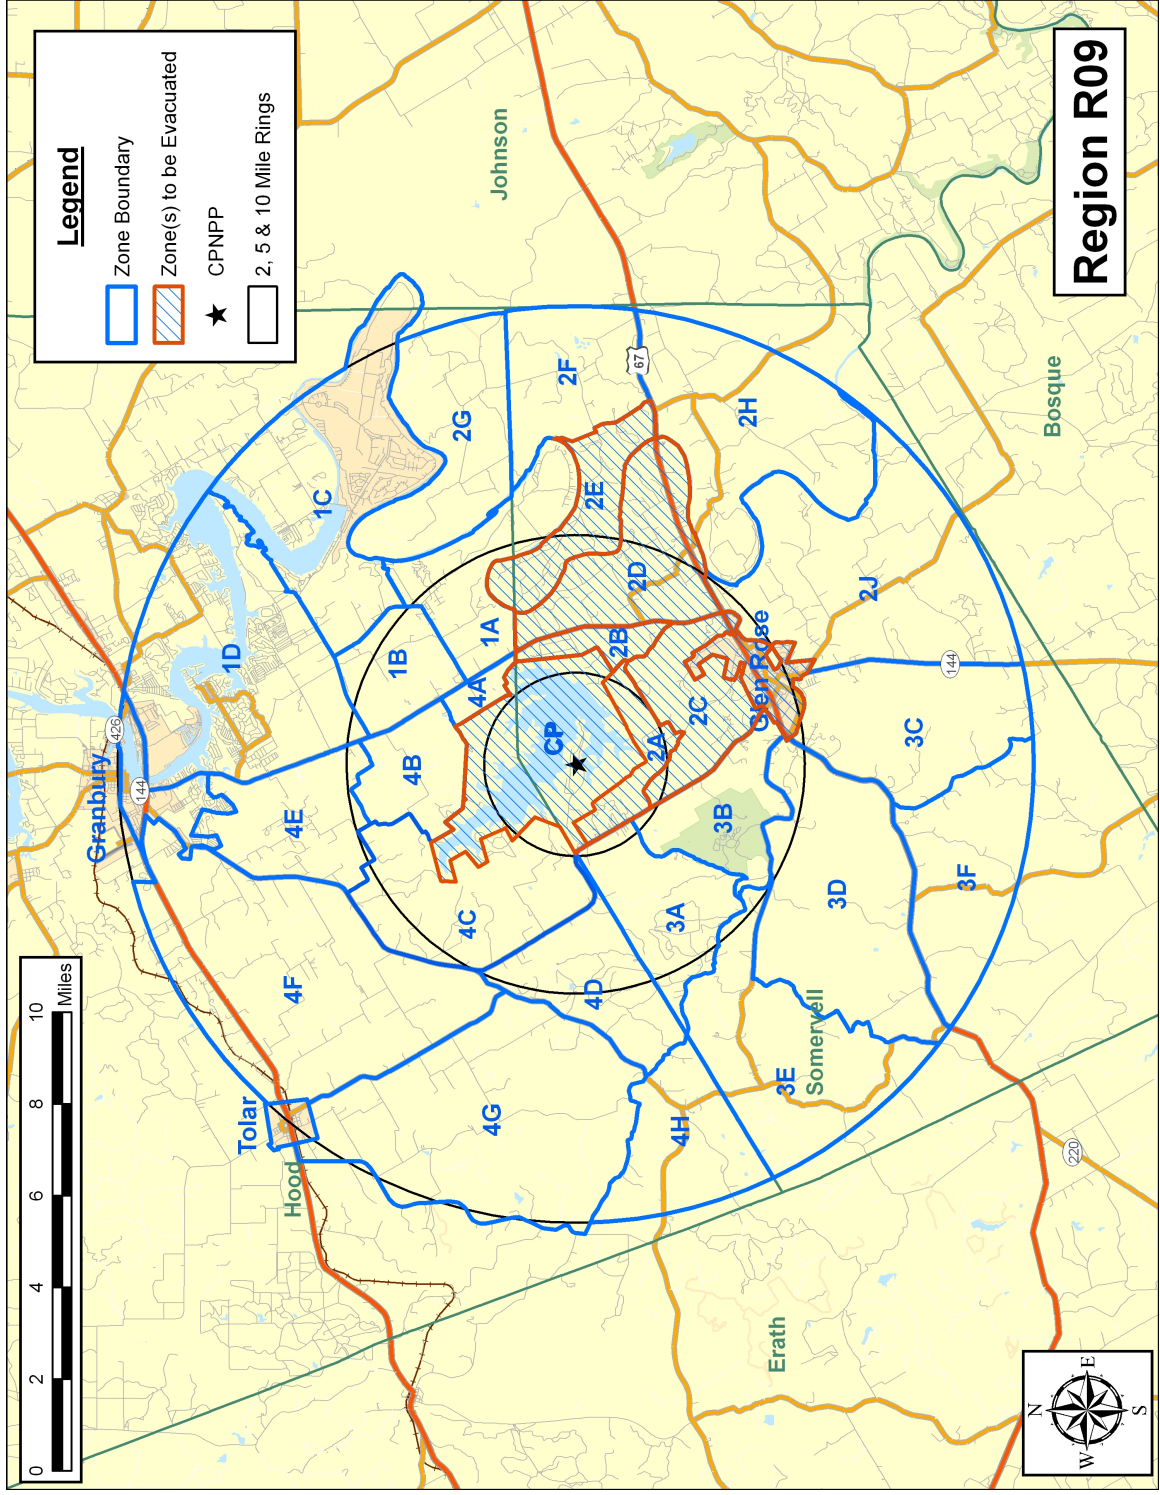 Legend
Zone Boundary
Zone(s) to be Evacuated
CPNPP
2, 5 & 10 Mile Rings
Region R09
0 2 4 6 8 10
Miles
Granbury
426
144
1D
1C
Johnson
2G
2F
67
2H
Bosque
1B
1A
4A
4B
4E
4F
4C
CP
2E
2D
2B
2A
2C
Glen Rose
2J
144
3C
3B
3A
3D
3F
4D
Tolar
Hood
4G
4H
3E
Somervell
220
Erath
N
E
S
W